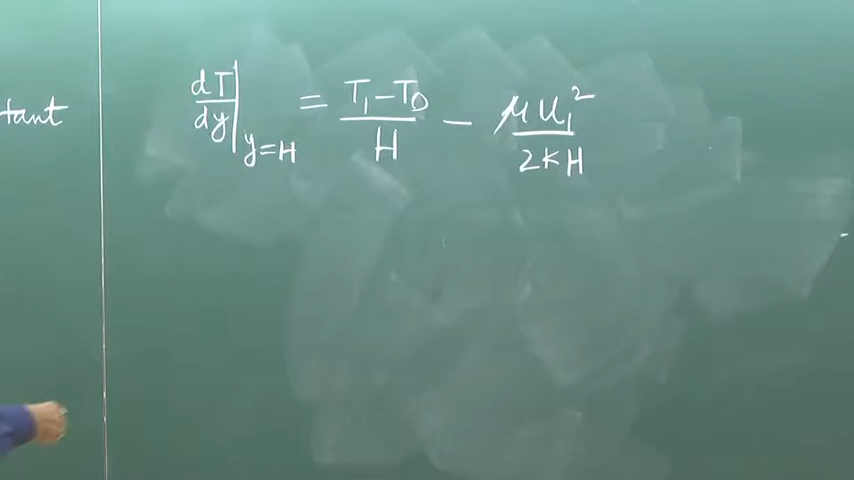 tant
dT/dy|y=H = T₁-T₀/H - μu₁²/2KH